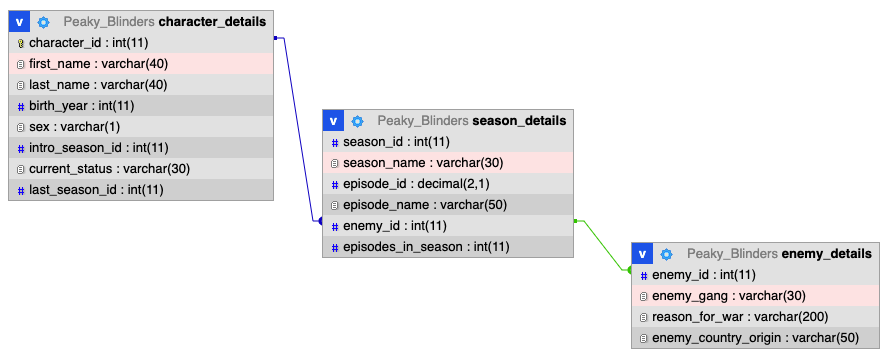 v Peaky_Blinders character_details
character_id : int(11)
first_name : varchar(40)
last_name : varchar(40)
# birth_year : int(11)
sex : varchar(1)
# intro_season_id : int(11)
current_status : varchar(30)
# last_season_id : int(11)
v Peaky_Blinders season_details
# season_id : int(11)
season_name : varchar(30)
# episode_id : decimal(2,1)
episode_name : varchar(50)
# enemy_id : int(11)
# episodes_in_season : int(11)
v Peaky_Blinders enemy_details
# enemy_id : int(11)
enemy_gang : varchar(30)
reason_for_war : varchar(200)
enemy_country_origin : varchar(50)